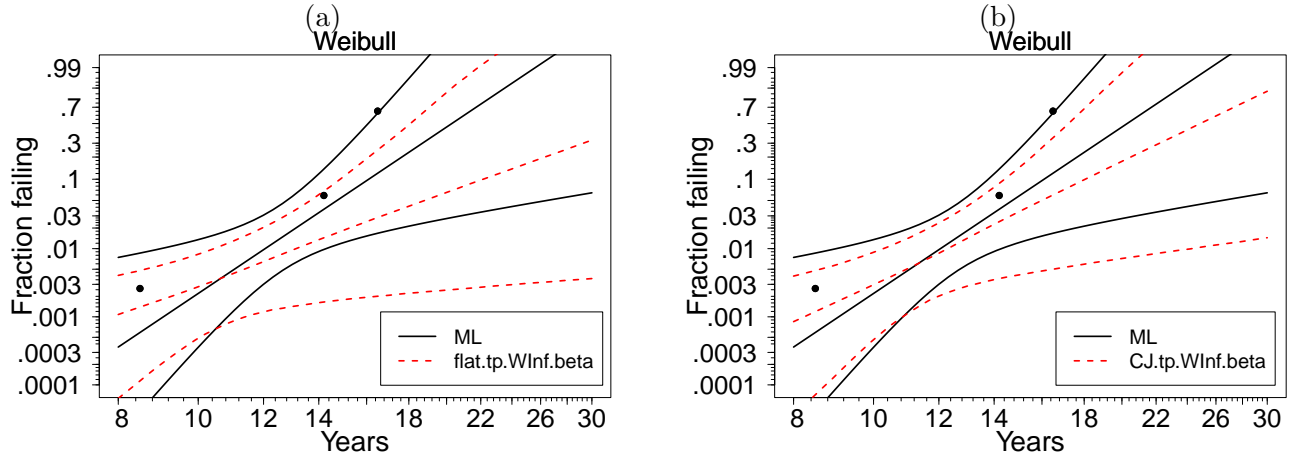 (a)
Weibull
.99
.7
.3
.1
.03
.01
.003
.001
.0003
.0001
Fraction failing
8 10 12 14 18 22 26 30
Years
ML
flat.tp.WInf.beta
(b)
Weibull
.99
.7
.3
.1
.03
.01
.003
.001
.0003
.0001
Fraction failing
8 10 12 14 18 22 26 30
Years
ML
CJ.tp.WInf.beta